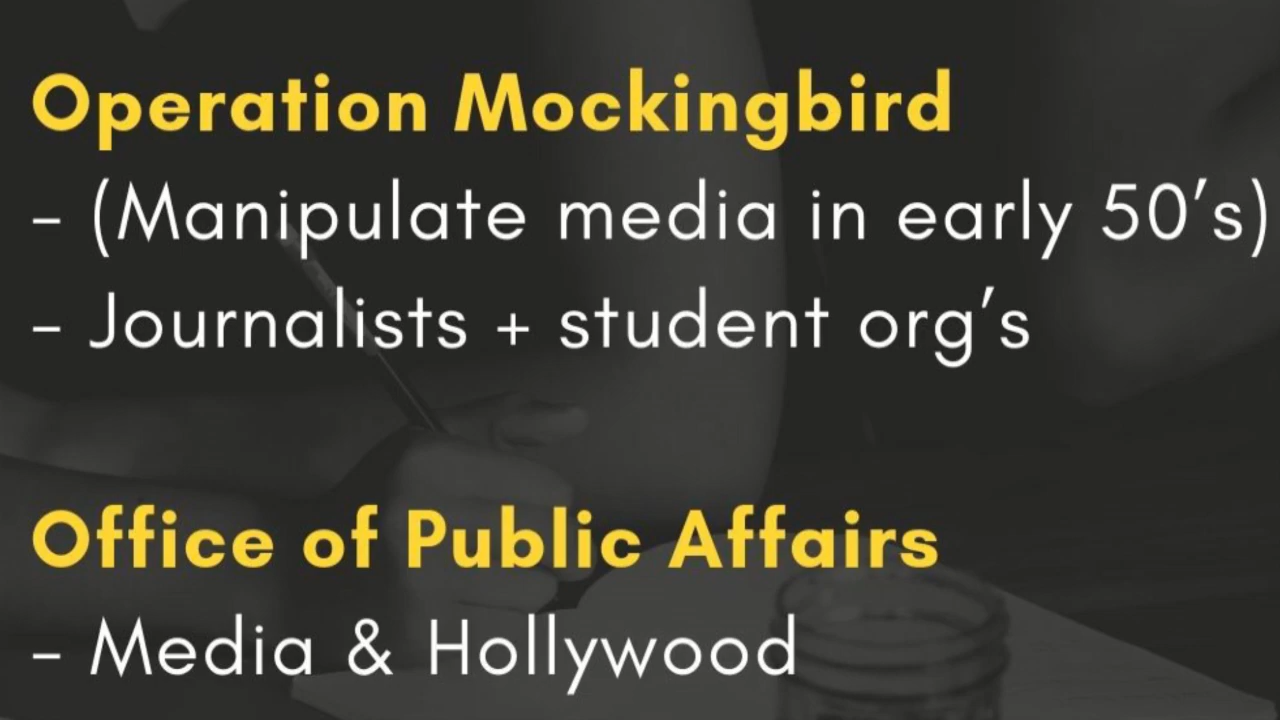 Operation Mockingbird
– (Manipulate media in early 50’s)
– Journalists + student org’s
Office of Public Affairs
– Media & Hollywood